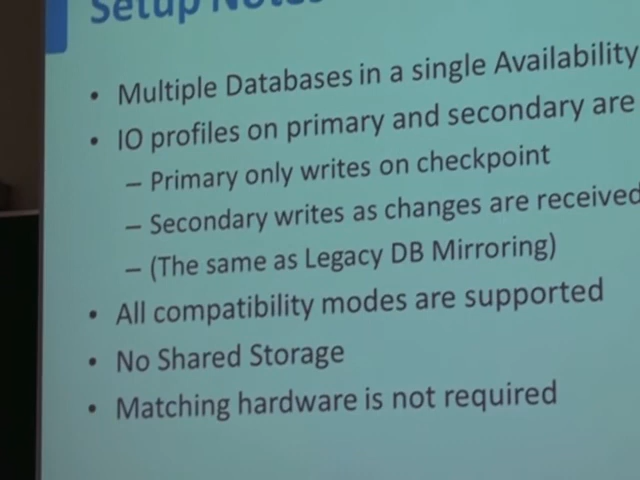 Setup Notes
• Multiple Databases in a single Availability
• IO profiles on primary and secondary are
– Primary only writes on checkpoint
– Secondary writes as changes are received
– (The same as Legacy DB Mirroring)
• All compatibility modes are supported
• No Shared Storage
• Matching hardware is not required